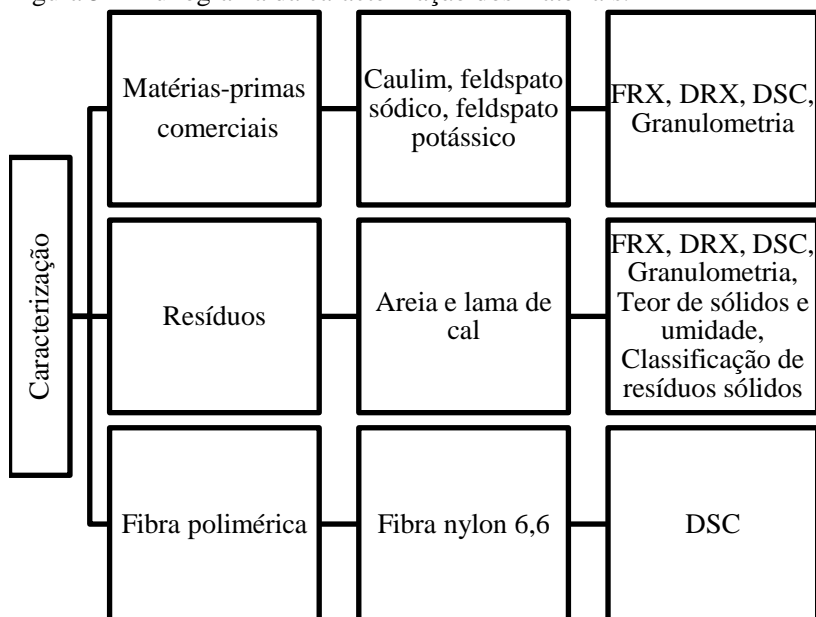 Caracterização
Matérias-primas
comerciais
Caulim, feldspato
sódico, feldspato
potássico
FRX, DRX, DSC,
Granulometria
Resíduos
Areia e lama de
cal
FRX, DRX, DSC,
Granulometria,
Teor de sólidos e
umidade,
Classificação de
resíduos sólidos
Fibra polimérica
Fibra nylon 6,6
DSC